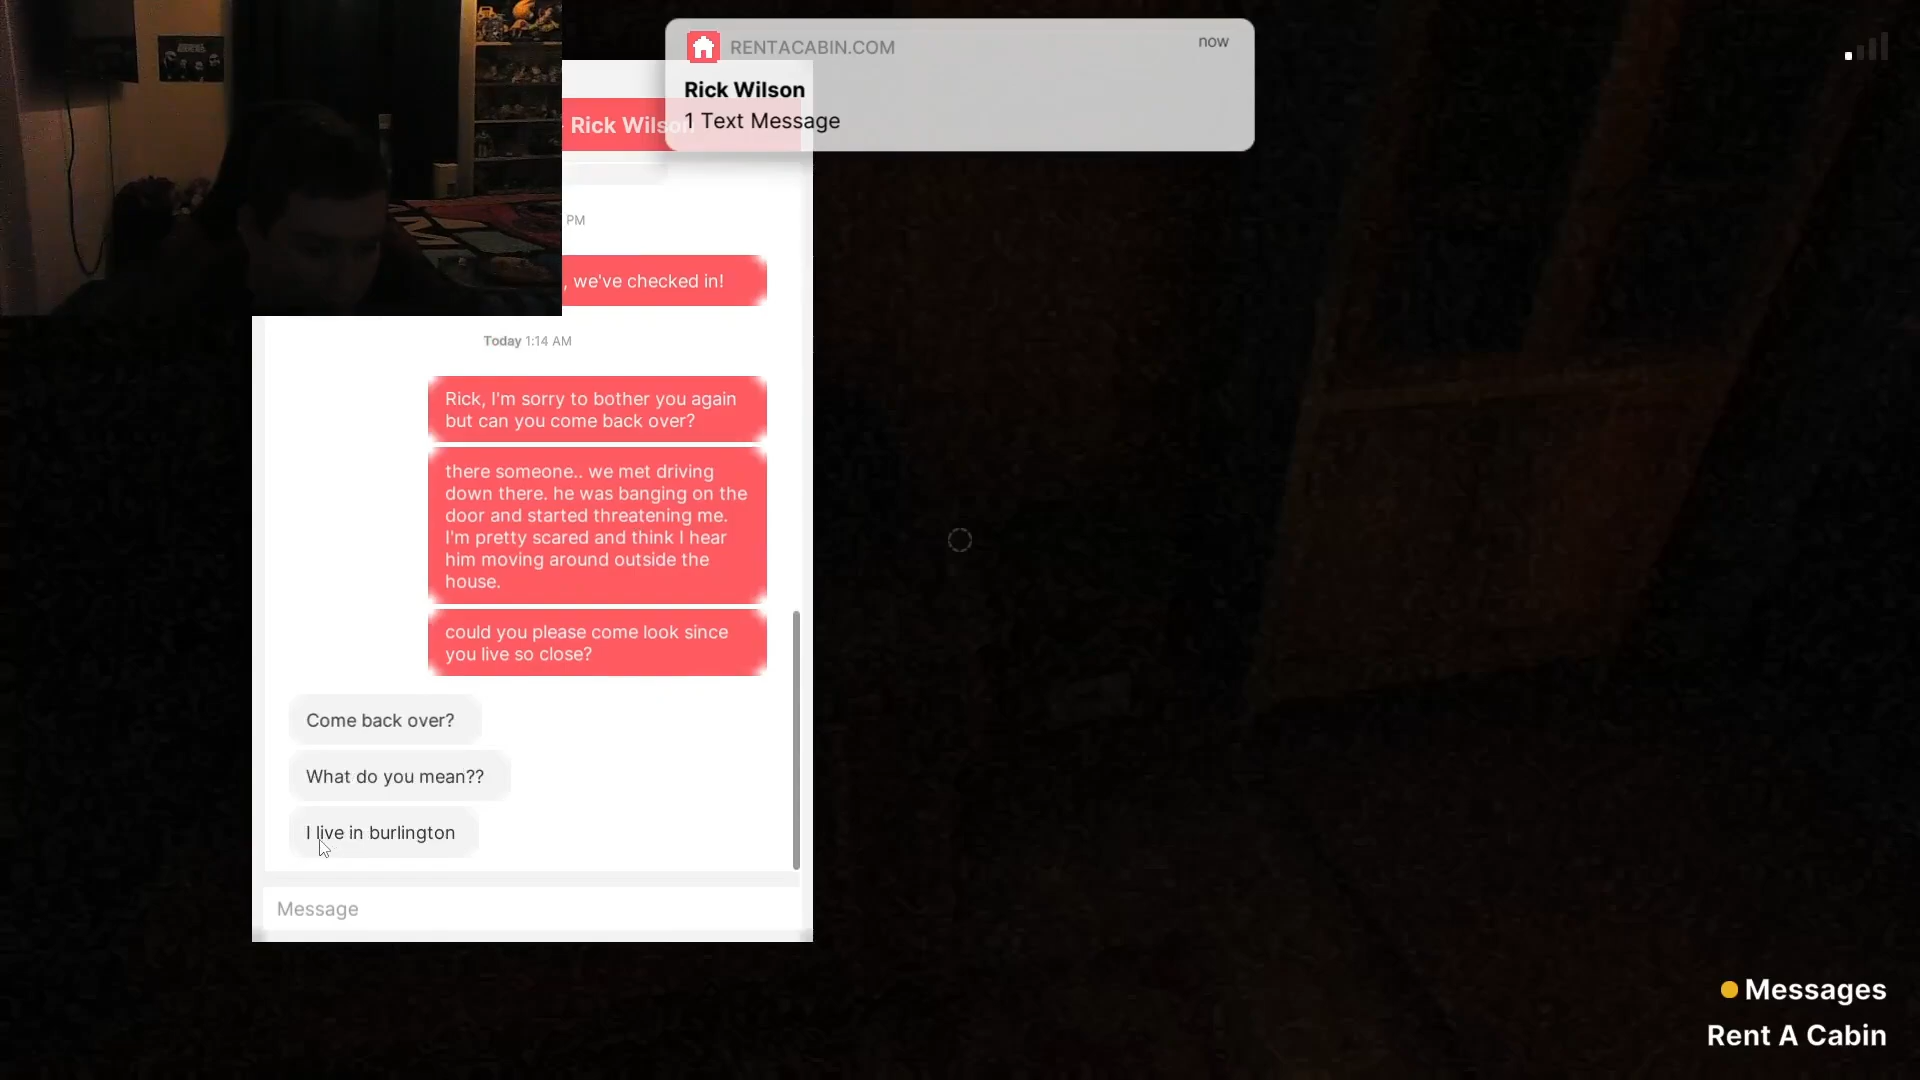 RENTACABIN.COM
now
Rick Wilson
1 Text Message
Rick Wilson
PM
, we've checked in!
Today 1:14 AM
Rick, I'm sorry to bother you again
but can you come back over?
there someone.. we met driving
down there. he was banging on the
door and started threatening me.
I'm pretty scared and think I hear
him moving around outside the
house.
could you please come look since
you live so close?
Come back over?
What do you mean??
I live in burlington
Message
Messages
Rent A Cabin